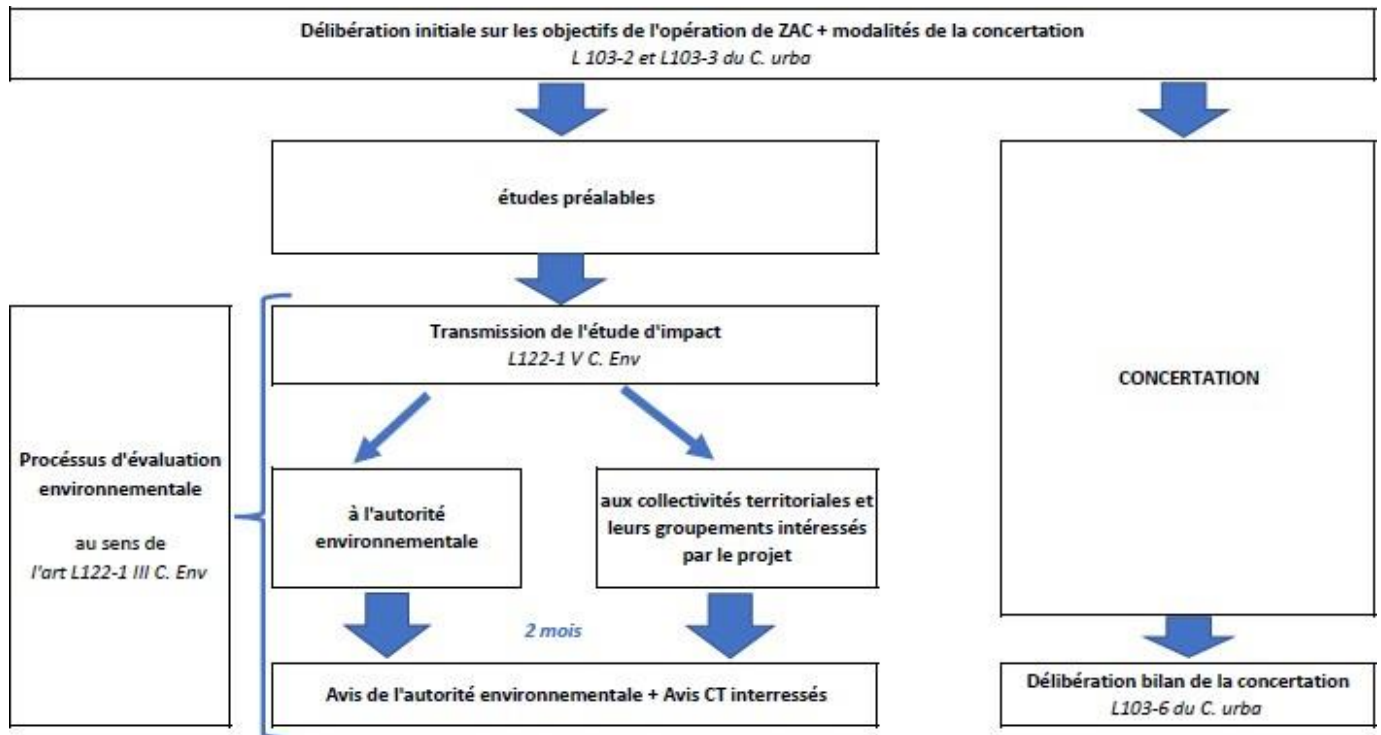 Délibération initiale sur les objectifs de l'opération de ZAC + modalités de la concertation
L 103-2 et L103-3 du C. urba
études préalables
Transmission de l'étude d'impact
L122-1 V C. Env
CONCERTATION
Procéssus d'évaluation
environnementale
au sens de
l'art L122-1 III C. Env
à l'autorité
environnementale
aux collectivités territoriales et
leurs groupements intéressés
par le projet
2 mois
Avis de l'autorité environnementale + Avis CT interressés
Délibération bilan de la concertation
L103-6 du C. urba